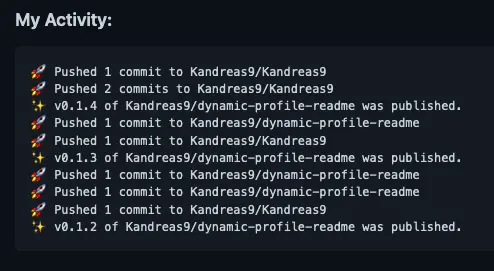 My Activity:
🚀 Pushed 1 commit to Kandreas9/Kandreas9
🚀 Pushed 2 commits to Kandreas9/Kandreas9
✨ v0.1.4 of Kandreas9/dynamic-profile-readme was published.
🚀 Pushed 1 commit to Kandreas9/dynamic-profile-readme
🚀 Pushed 1 commit to Kandreas9/Kandreas9
✨ v0.1.3 of Kandreas9/dynamic-profile-readme was published.
🚀 Pushed 1 commit to Kandreas9/dynamic-profile-readme
🚀 Pushed 1 commit to Kandreas9/dynamic-profile-readme
🚀 Pushed 1 commit to Kandreas9/Kandreas9
✨ v0.1.2 of Kandreas9/dynamic-profile-readme was published.